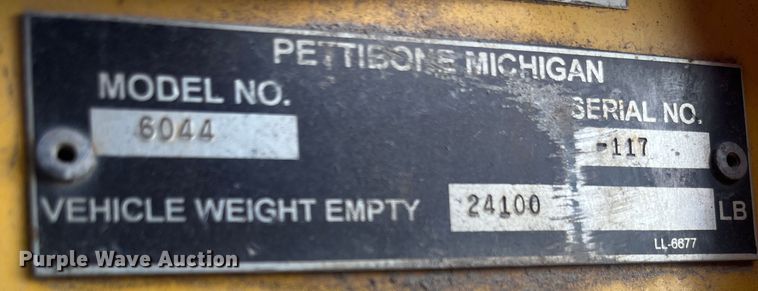 PETTIBONE MICHIGAN
MODEL NO.
6044
SERIAL NO.
-117
VEHICLE WEIGHT EMPTY 24100 LB
LL-6677
Purple Wave Auction